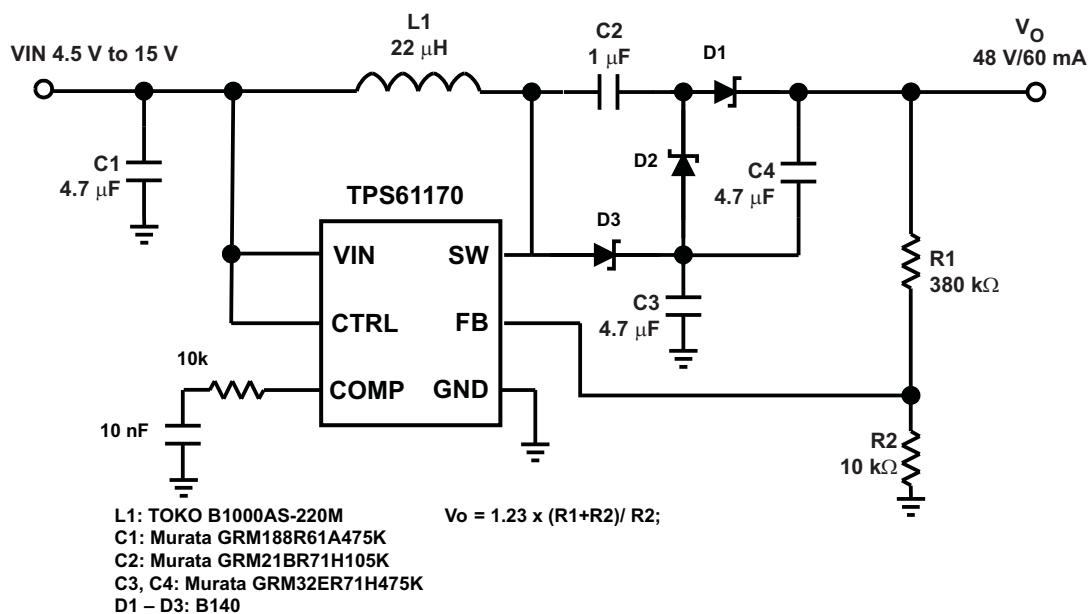 L1
22 μH
VIN 4.5 V to 15 V
C2
1 μF
D1
VO
48 V/60 mA
C1
4.7 μF
D2
C4
4.7 μF
TPS61170
D3
VIN
SW
R1
380 kΩ
C3
4.7 μF
CTRL
FB
10k
COMP
GND
10 nF
R2
10 kΩ
L1: TOKO B1000AS-220M
Vo = 1.23 x (R1+R2)/ R2;
C1: Murata GRM188R61A475K
C2: Murata GRM21BR71H105K
C3, C4: Murata GRM32ER71H475K
D1 – D3: B140